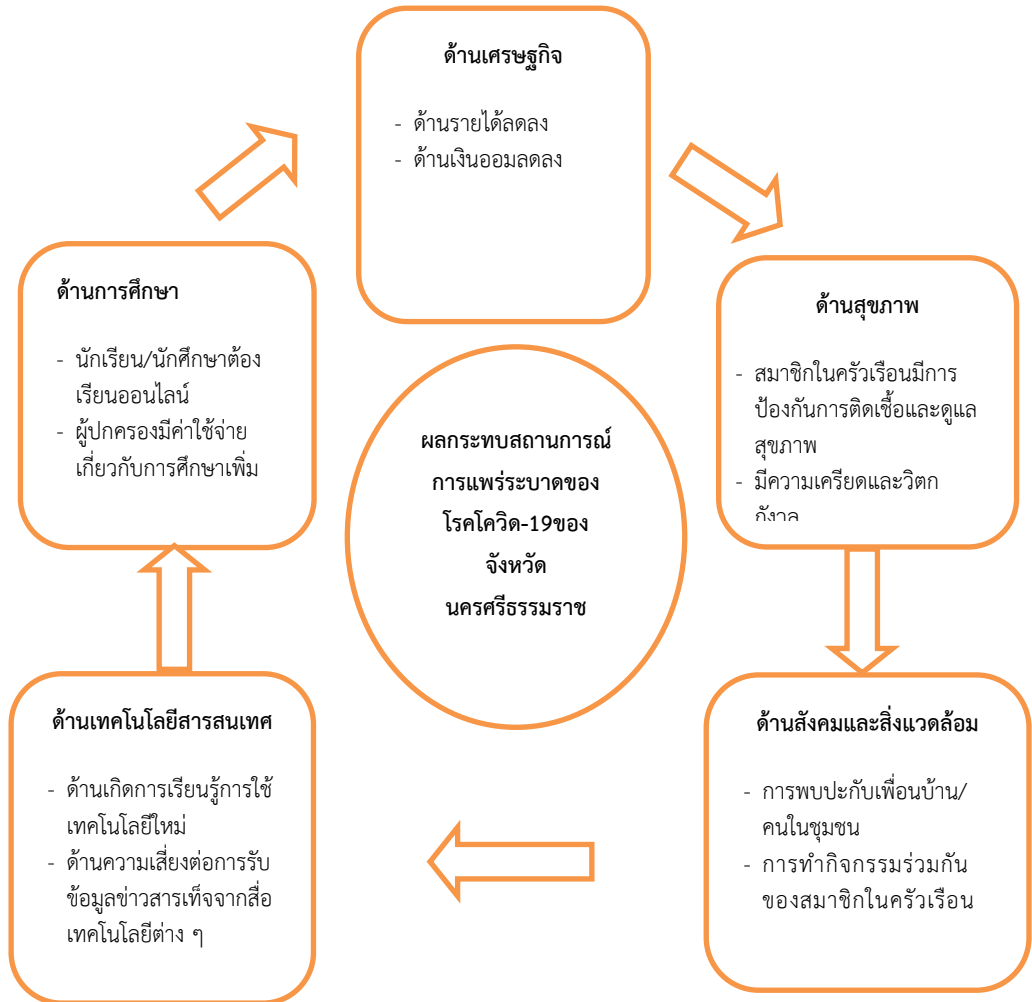 ด้านเศรษฐกิจ
- ด้านรายได้ลดลง
- ด้านเงินออมลดลง
ด้านสุขภาพ
- สมาชิกในครัวเรือนมีการ
ป้องกันการติดเชื้อและดูแล
สุขภาพ
- มีความเครียดและวิตก
กังวล
ด้านสังคมและสิ่งแวดล้อม
- การพบปะกับเพื่อนบ้าน/
คนในชุมชน
- การทำกิจกรรมร่วมกัน
ของสมาชิกในครัวเรือน
ด้านเทคโนโลยีสารสนเทศ
- ด้านเกิดการเรียนรู้การใช้
เทคโนโลยีใหม่
- ด้านความเสี่ยงต่อการรับ
ข้อมูลข่าวสารเท็จจากสื่อ
เทคโนโลยีต่าง ๆ
ด้านการศึกษา
- นักเรียน/นักศึกษาต้อง
เรียนออนไลน์
- ผู้ปกครองมีค่าใช้จ่าย
เกี่ยวกับการศึกษาเพิ่ม
ผลกระทบสถานการณ์
การแพร่ระบาดของ
โรคโควิด-19ของ
จังหวัด
นครศรีธรรมราช